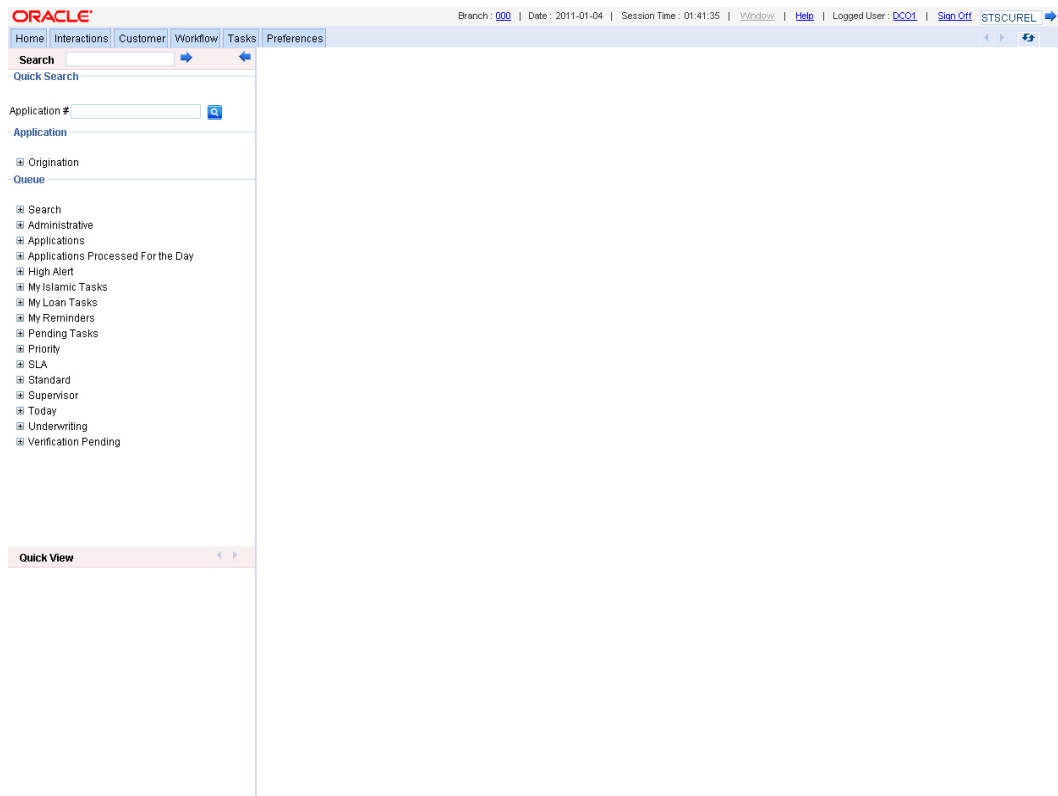 ORACLE
Branch : 000 | Date : 2011-01-04 | Session Time : 01:41:35 | Window | Help | Logged User : DCO1 | Sign Off STSCUREL
Home Interactions Customer Workflow Tasks Preferences
Search
Quick Search
Application #
Application
Origination
Queue
Search
Administrative
Applications
Applications Processed For the Day
High Alert
My Islamic Tasks
My Loan Tasks
My Reminders
Pending Tasks
Priority
SLA
Standard
Supervisor
Today
Underwriting
Verification Pending
Quick View